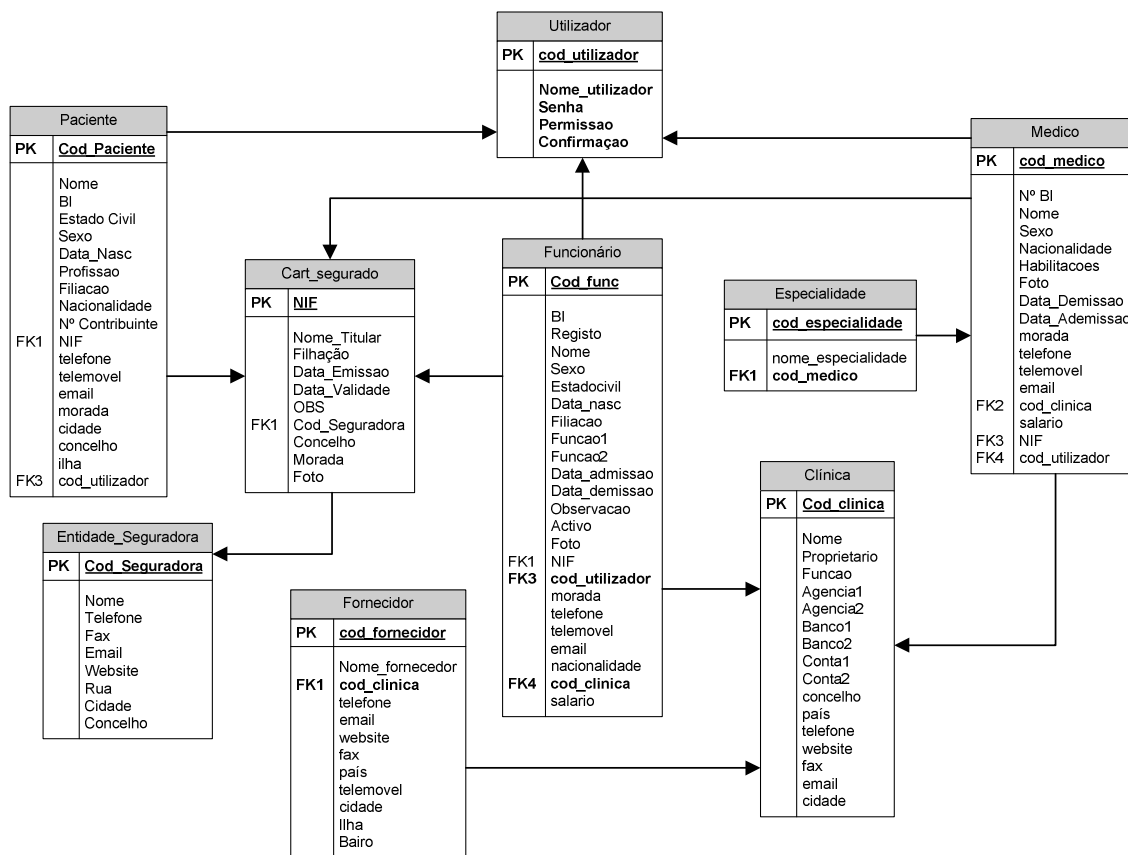 Utilizador
PK cod_utilizador
Nome_utilizador
Senha
Permissao
Confirmaçao
Paciente
PK Cod_Paciente
Nome
BI
Estado Civil
Sexo
Data_Nasc
Profissao
Filiacao
Nacionalidade
Nº Contribuinte
FK1 NIF
telefone
telemovel
email
morada
cidade
concelho
ilha
FK3 cod_utilizador
Medico
PK cod_medico
Nº BI
Nome
Sexo
Nacionalidade
Habilitacoes
Foto
Data_Demissao
Data_Ademissao
morada
telefone
telemovel
email
FK2 cod_clinica
salario
FK3 NIF
FK4 cod_utilizador
Cart_segurado
PK NIF
Nome_Titular
Filhação
Data_Emissao
Data_Validade
OBS
FK1 Cod_Seguradora
Concelho
Morada
Foto
Funcionário
PK Cod_func
BI
Registo
Nome
Sexo
Estadocivil
Data_nasc
Filiacao
Funcao1
Funcao2
Data_admissao
Data_demissao
Observacao
Activo
Foto
FK1 NIF
FK3 cod_utilizador
morada
telefone
telemovel
email
nacionalidade
FK4 cod_clinica
salario
Especialidade
PK cod_especialidade
nome_especialidade
FK1 cod_medico
Clínica
PK Cod_clinica
Nome
Proprietario
Funcao
Agencia1
Agencia2
Banco1
Banco2
Conta1
Conta2
concelho
país
telefone
website
fax
email
cidade
Entidade_Seguradora
PK Cod_Seguradora
Nome
Telefone
Fax
Email
Website
Rua
Cidade
Concelho
Fornecidor
PK cod_fornecidor
Nome_fornecedor
FK1 cod_clinica
telefone
email
website
fax
país
telemovel
cidade
Ilha
Bairo